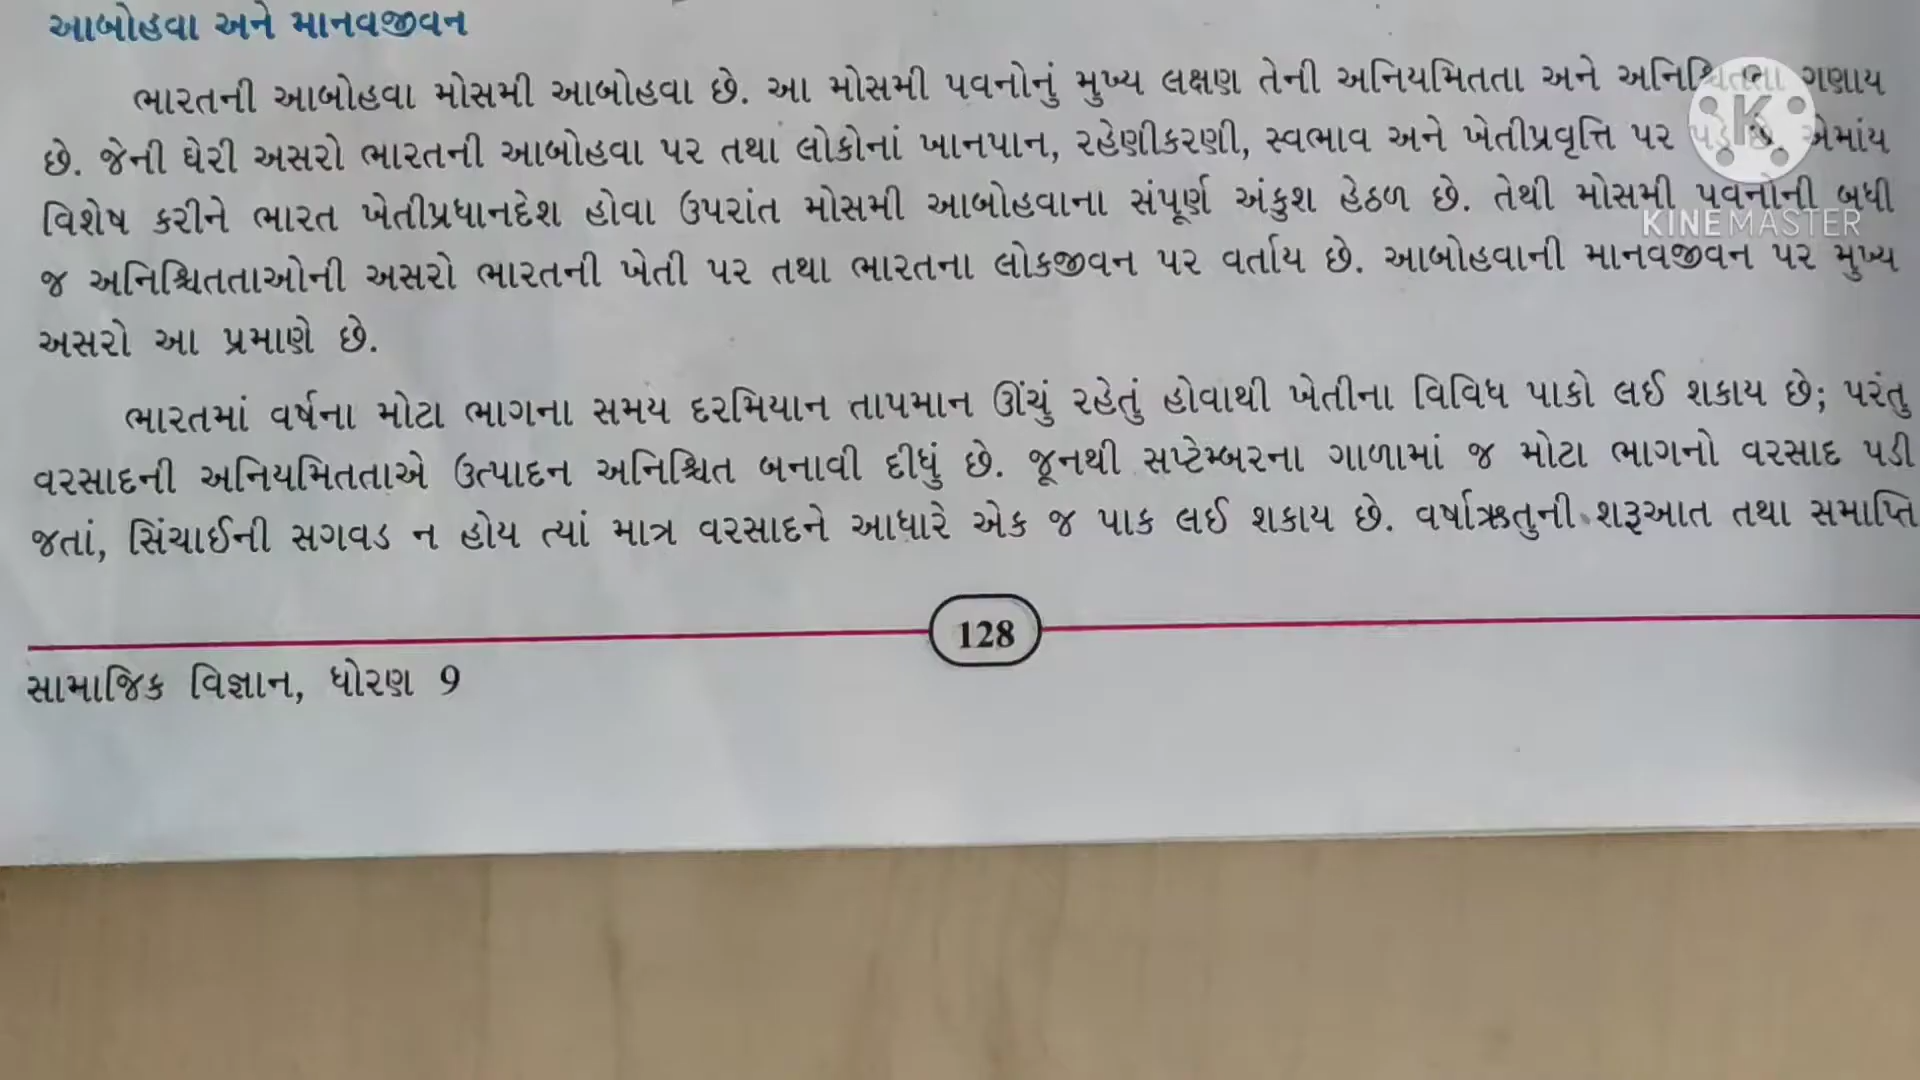 આબોહવા અને માનવજીવન
ભારતની આબોહવા મોસમી આબોહવા છે. આ મોસમી પવનોનું મુખ્ય લક્ષણ તેની અનિયમિતતા અને અનિશ્ચિતતા ગણાય
છે. જેની ઘેરી અસરો ભારતની આબોહવા પર તથા લોકોનાં ખાનપાન, રહેણીકરણી, સ્વભાવ અને ખેતીપ્રવૃત્તિ પર પડે છે. એમાંય
વિશેષ કરીને ભારત ખેતીપ્રધાનદેશ હોવા ઉપરાંત મોસમી આબોહવાના સંપૂર્ણ અંકુશ હેઠળ છે. તેથી મોસમી પવનોની બધી
KINEMASTER
જ અનિશ્ચિતતાઓની અસરો ભારતની ખેતી પર તથા ભારતના લોકજીવન પર વર્તાય છે. આબોહવાની માનવજીવન પર મુખ્ય
અસરો આ પ્રમાણે છે.
ભારતમાં વર્ષના મોટા ભાગના સમય દરમિયાન તાપમાન ઊંચું રહેતું હોવાથી ખેતીના વિવિધ પાકો લઈ શકાય છે; પરંતુ
વરસાદની અનિયમિતતાએ ઉત્પાદન અનિશ્ચિત બનાવી દીધું છે. જૂનથી સપ્ટેમ્બરના ગાળામાં જ મોટા ભાગનો વરસાદ પડી
જતાં, સિંચાઈની સગવડ ન હોય ત્યાં માત્ર વરસાદને આધારે એક જ પાક લઈ શકાય છે. વર્ષાઋતુની શરૂઆત તથા સમાપ્તિ
128
સામાજિક વિજ્ઞાન, ધોરણ 9